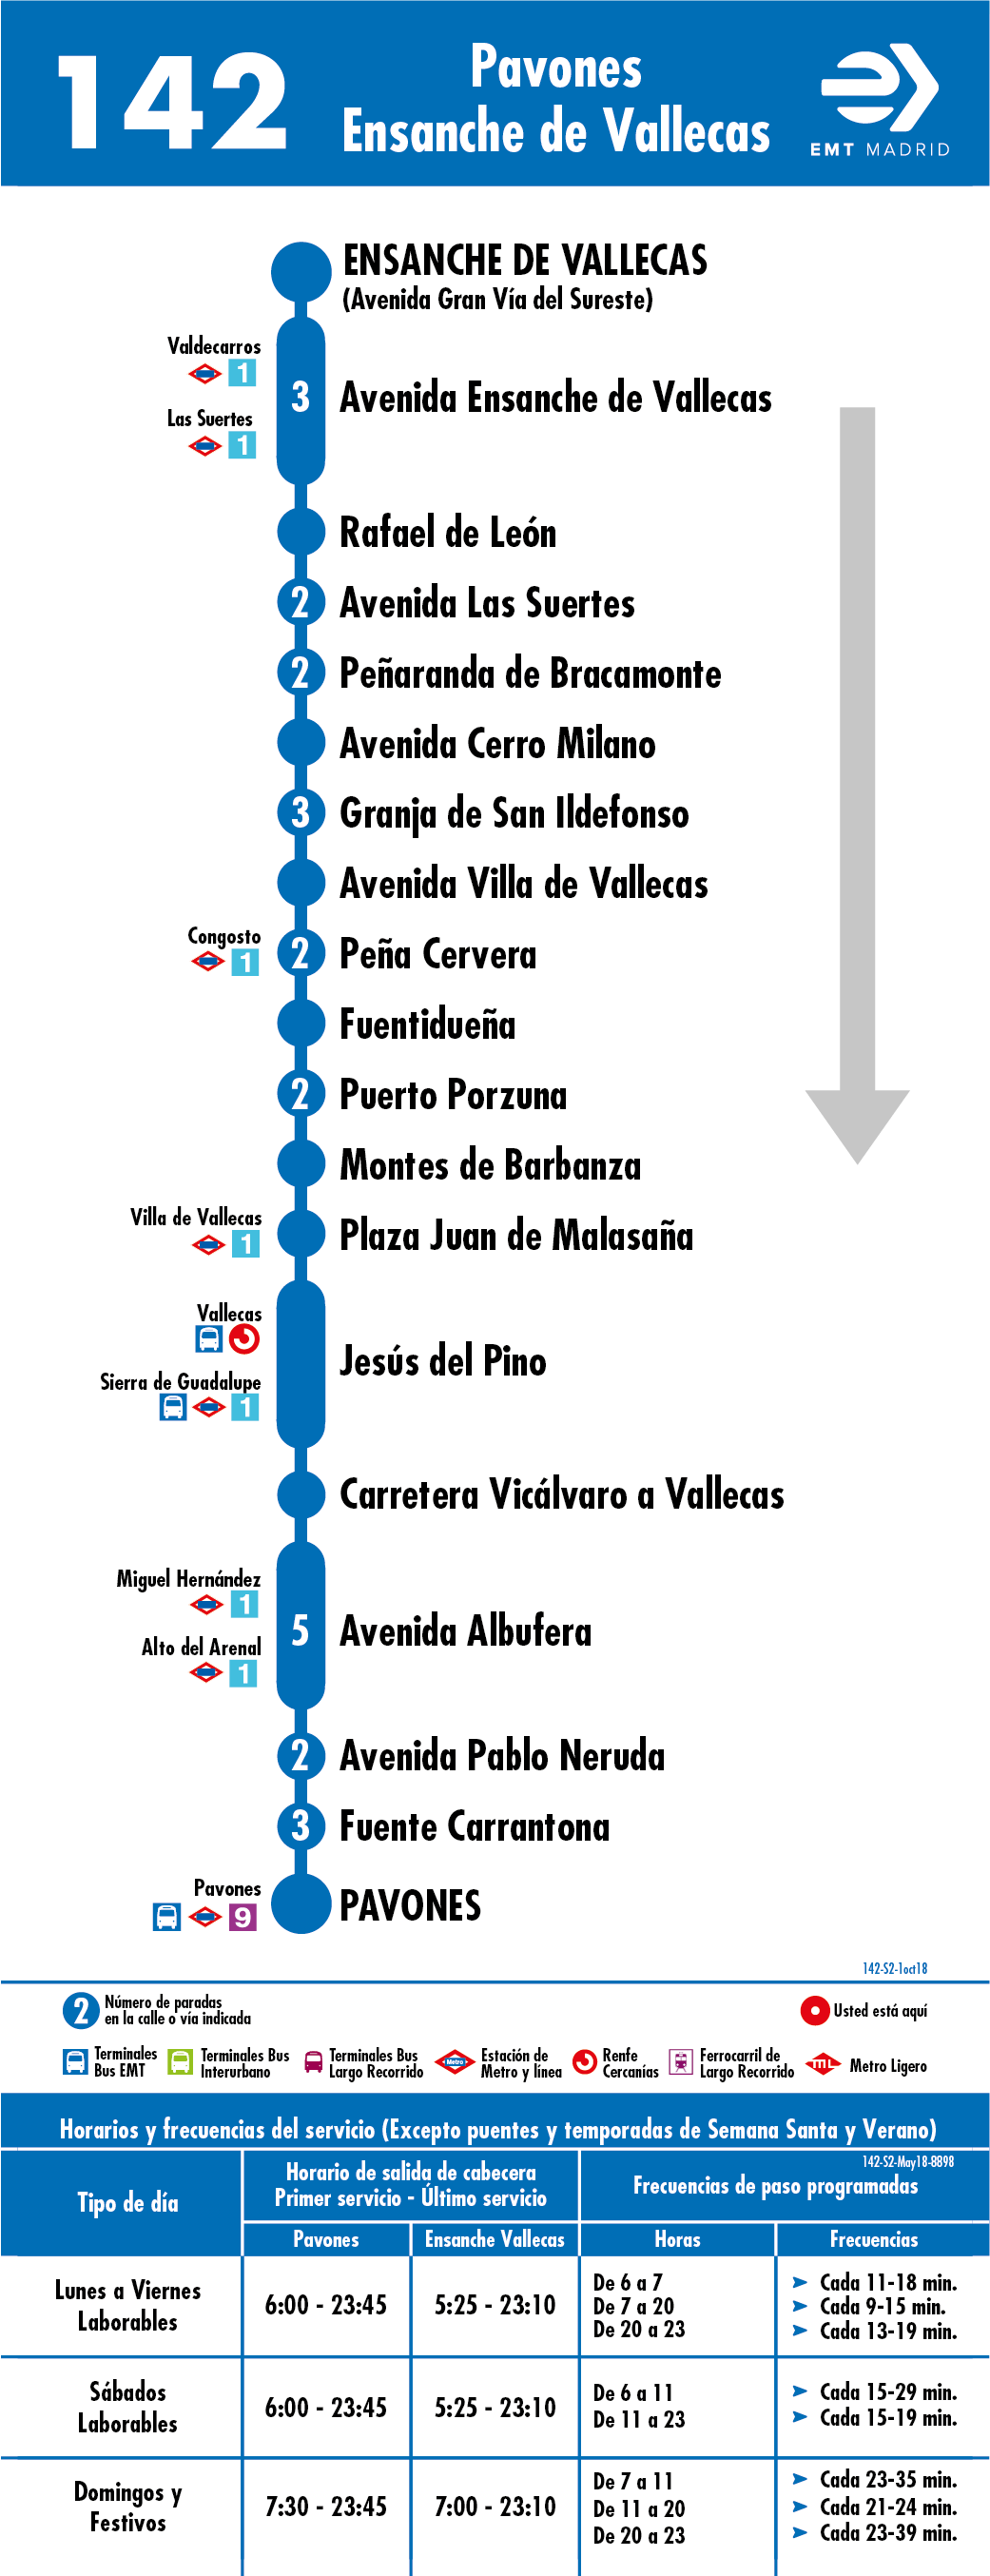 142
Pavones
Ensanche de Vallecas
EMT MADRID
ENSANCHE DE VALLECAS
(Avenida Gran Vía del Sureste)
Valdecarros
1
3 Avenida Ensanche de Vallecas
Las Suertes
1
Rafael de León
2 Avenida Las Suertes
2 Peñaranda de Bracamonte
Avenida Cerro Milano
3 Granja de San Ildefonso
Avenida Villa de Vallecas
Congosto
1
2 Peña Cervera
Fuentidueña
2 Puerto Porzuna
Montes de Barbanza
Villa de Vallecas
1
Plaza Juan de Malasaña
Vallecas
Jesús del Pino
Sierra de Guadalupe
1
Carretera Vicálvaro a Vallecas
Miguel Hernández
1
5 Avenida Albufera
Alto del Arenal
1
2 Avenida Pablo Neruda
3 Fuente Carrantona
Pavones
9
PAVONES
142-S2-1oct18
2 Número de paradas
en la calle o vía indicada
Usted está aquí
Terminales
Bus EMT
Terminales Bus
Interurbano
Terminales Bus
Largo Recorrido
Metro
Estación de
Metro y línea
Renfe
Cercanías
Ferrocarril de
Largo Recorrido
ML
Metro Ligero
Horarios y frecuencias del servicio (Excepto puentes y temporadas de Semana Santa y Verano)
142-S2-May18-8898
Tipo de día
Horario de salida de cabecera
Primer servicio - Último servicio
Frecuencias de paso programadas
Pavones Ensanche Vallecas Horas Frecuencias
Lunes a Viernes
Laborables
6:00 - 23:45 5:25 - 23:10
De 6 a 7 Cada 11-18 min.
De 7 a 20 Cada 9-15 min.
De 20 a 23 Cada 13-19 min.
Sábados
Laborables
6:00 - 23:45 5:25 - 23:10
De 6 a 11 Cada 15-29 min.
De 11 a 23 Cada 15-19 min.
Domingos y
Festivos
7:30 - 23:45 7:00 - 23:10
De 7 a 11 Cada 23-35 min.
De 11 a 20 Cada 21-24 min.
De 20 a 23 Cada 23-39 min.